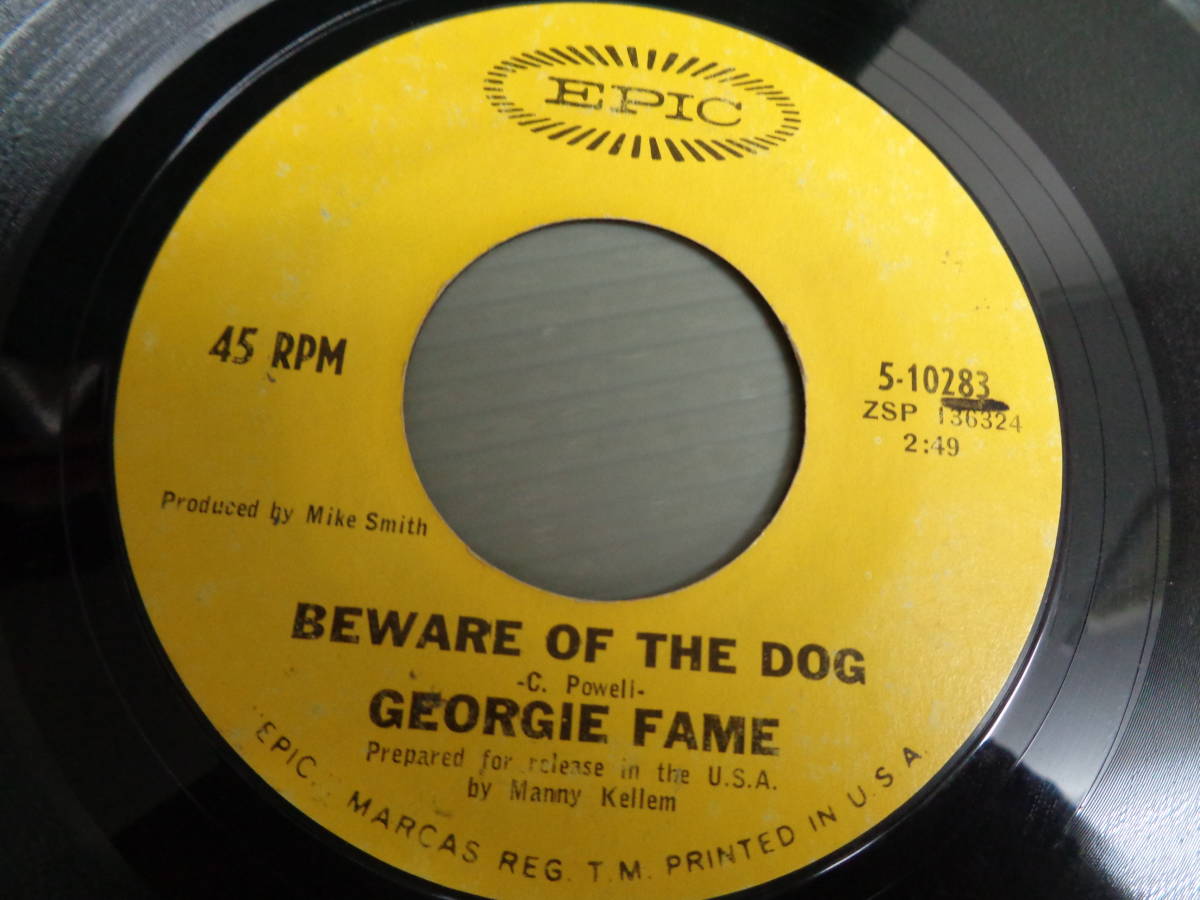 EPIC
45 RPM
5-10283
ZSP 136324
2:49
Produced by Mike Smith
BEWARE OF THE DOG
-C. Powell-
GEORGIE FAME
Prepared for release in the U.S.A.
by Manny Kellem
"EPIC," MARCAS REG. T.M. PRINTED IN U.S.A.